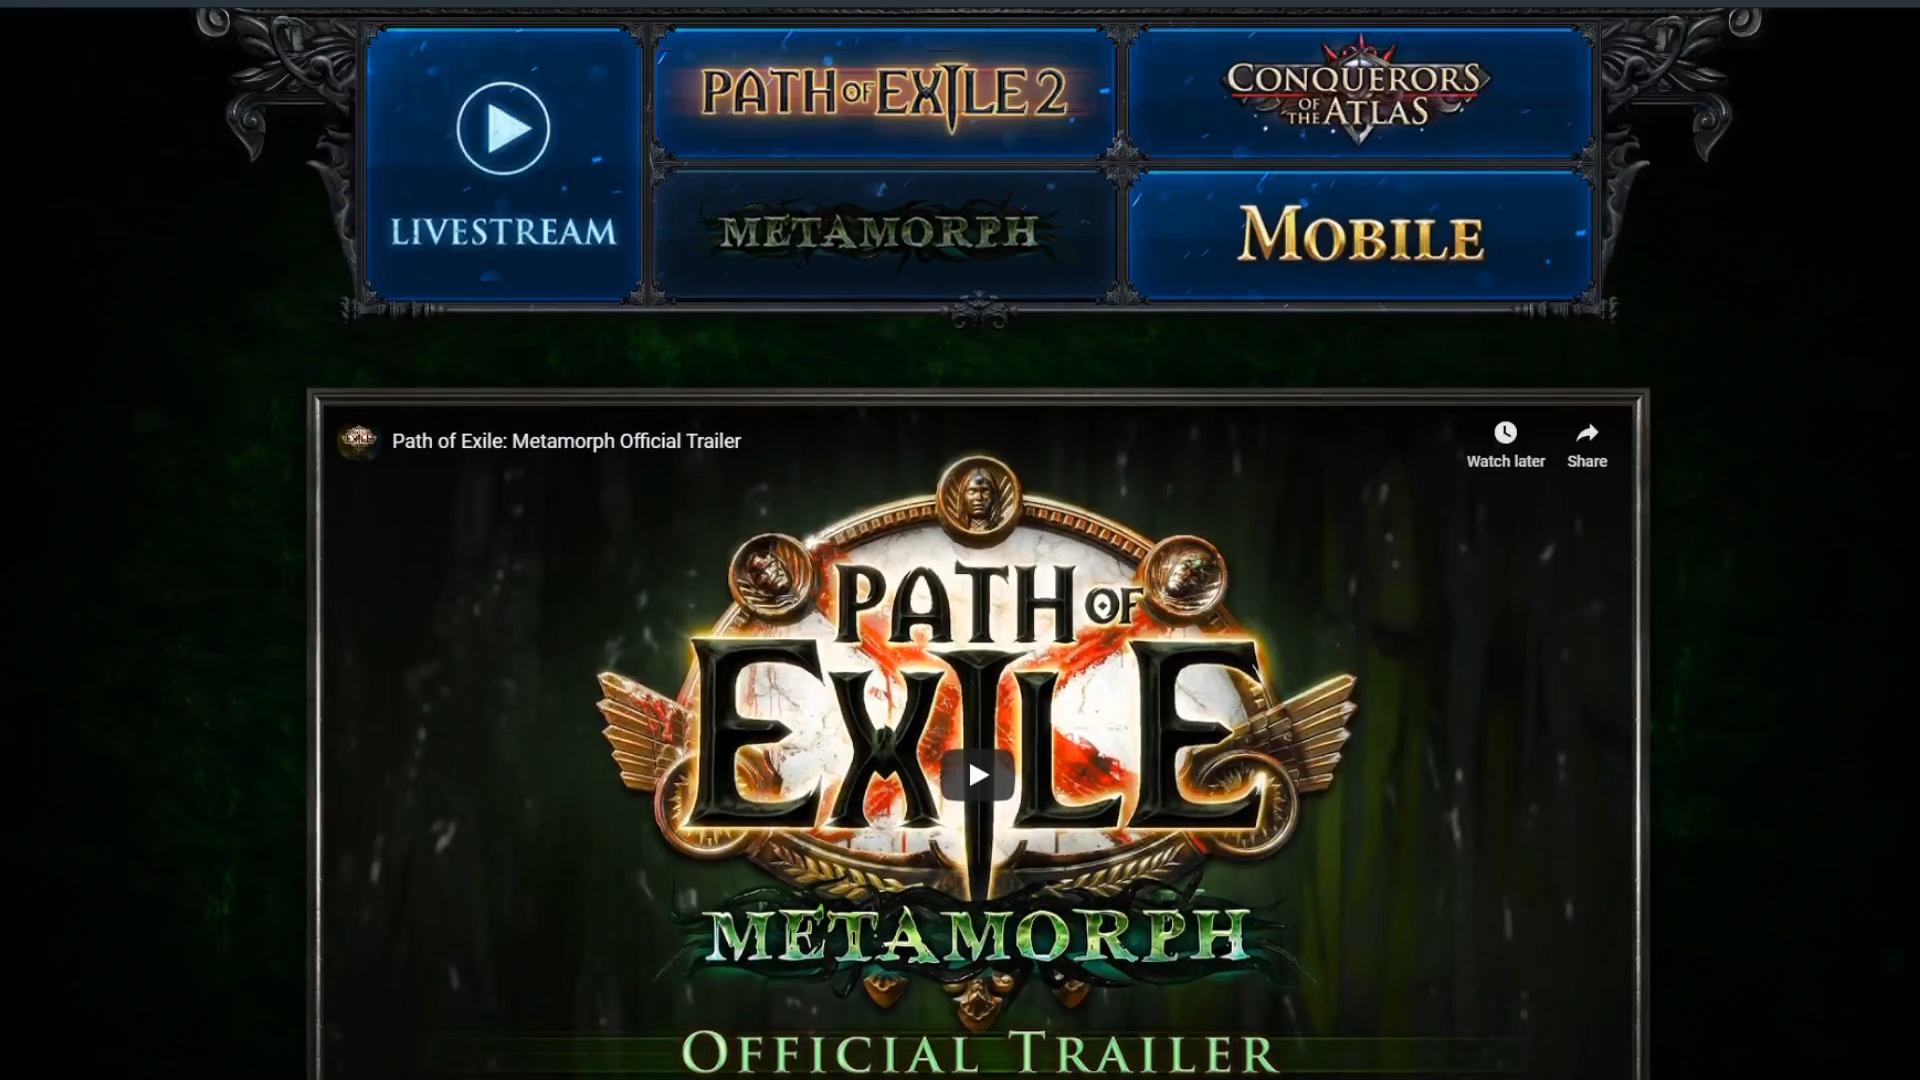 LIVESTREAM
PATH OF EXILE 2
CONQUERORS
OF
THE ATLAS
METAMORPH
MOBILE
Path of Exile: Metamorph Official Trailer
Watch later
Share
PATH OF
EXILE
METAMORPH
OFFICIAL TRAILER